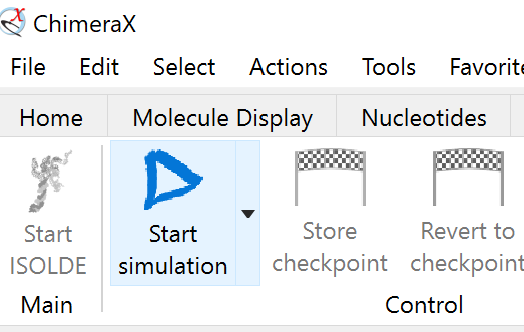 ChimeraX
File Edit Select Actions Tools Favorite
Home Molecule Display Nucleotides
Start ISOLDE
Start simulation
Store checkpoint
Revert to checkpoint
Main Control